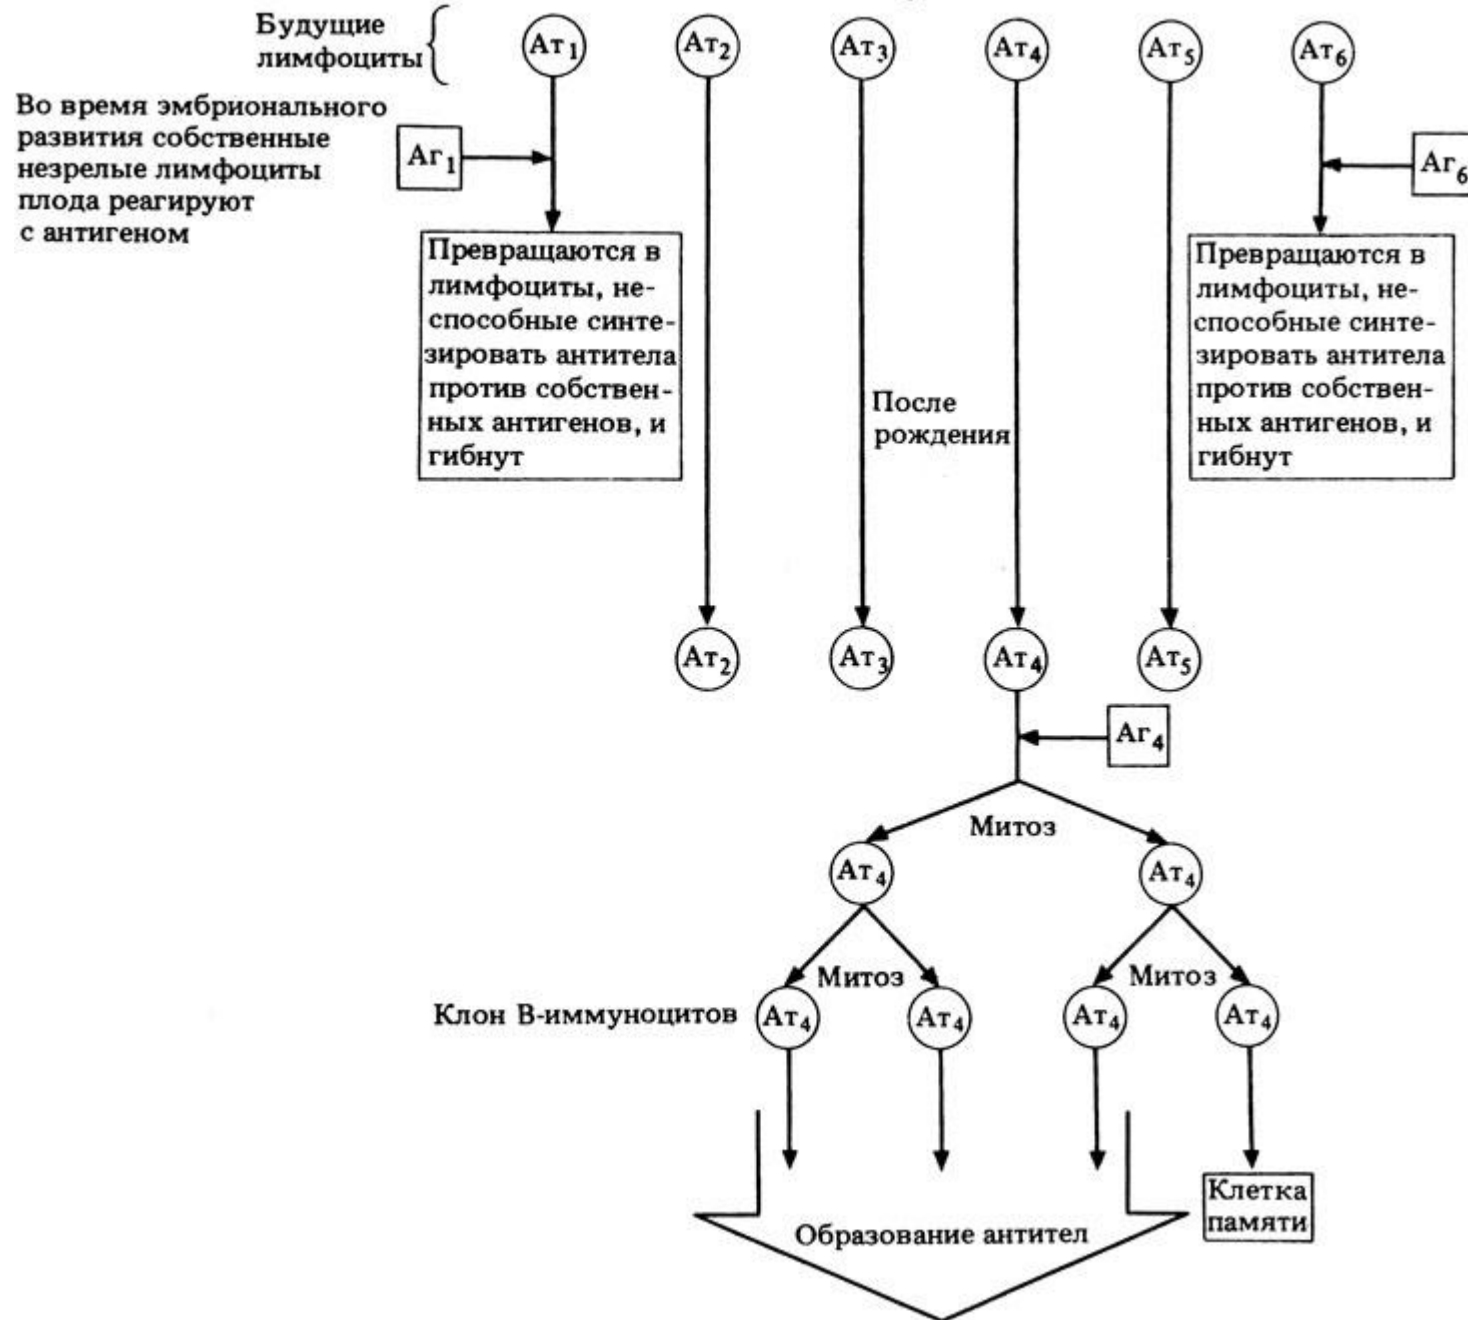 Будущие
лимфоциты
Ат1 Ат2 Ат3 Ат4 Ат5 Ат6
Во время эмбрионального
развития собственные
незрелые лимфоциты
плода реагируют
с антигеном
Аг1
Аг6
Превращаются в
лимфоциты, не-
способные синте-
зировать антитела
против собствен-
ных антигенов, и
гибнут
Превращаются в
лимфоциты, не-
способные синте-
зировать антитела
против собствен-
ных антигенов, и
гибнут
После
рождения
Ат2 Ат3 Ат4 Ат5
Аг4
Митоз
Ат4 Ат4
Митоз Митоз
Клон В-иммуноцитов Ат4 Ат4 Ат4 Ат4
Клетка
памяти
Образование антител